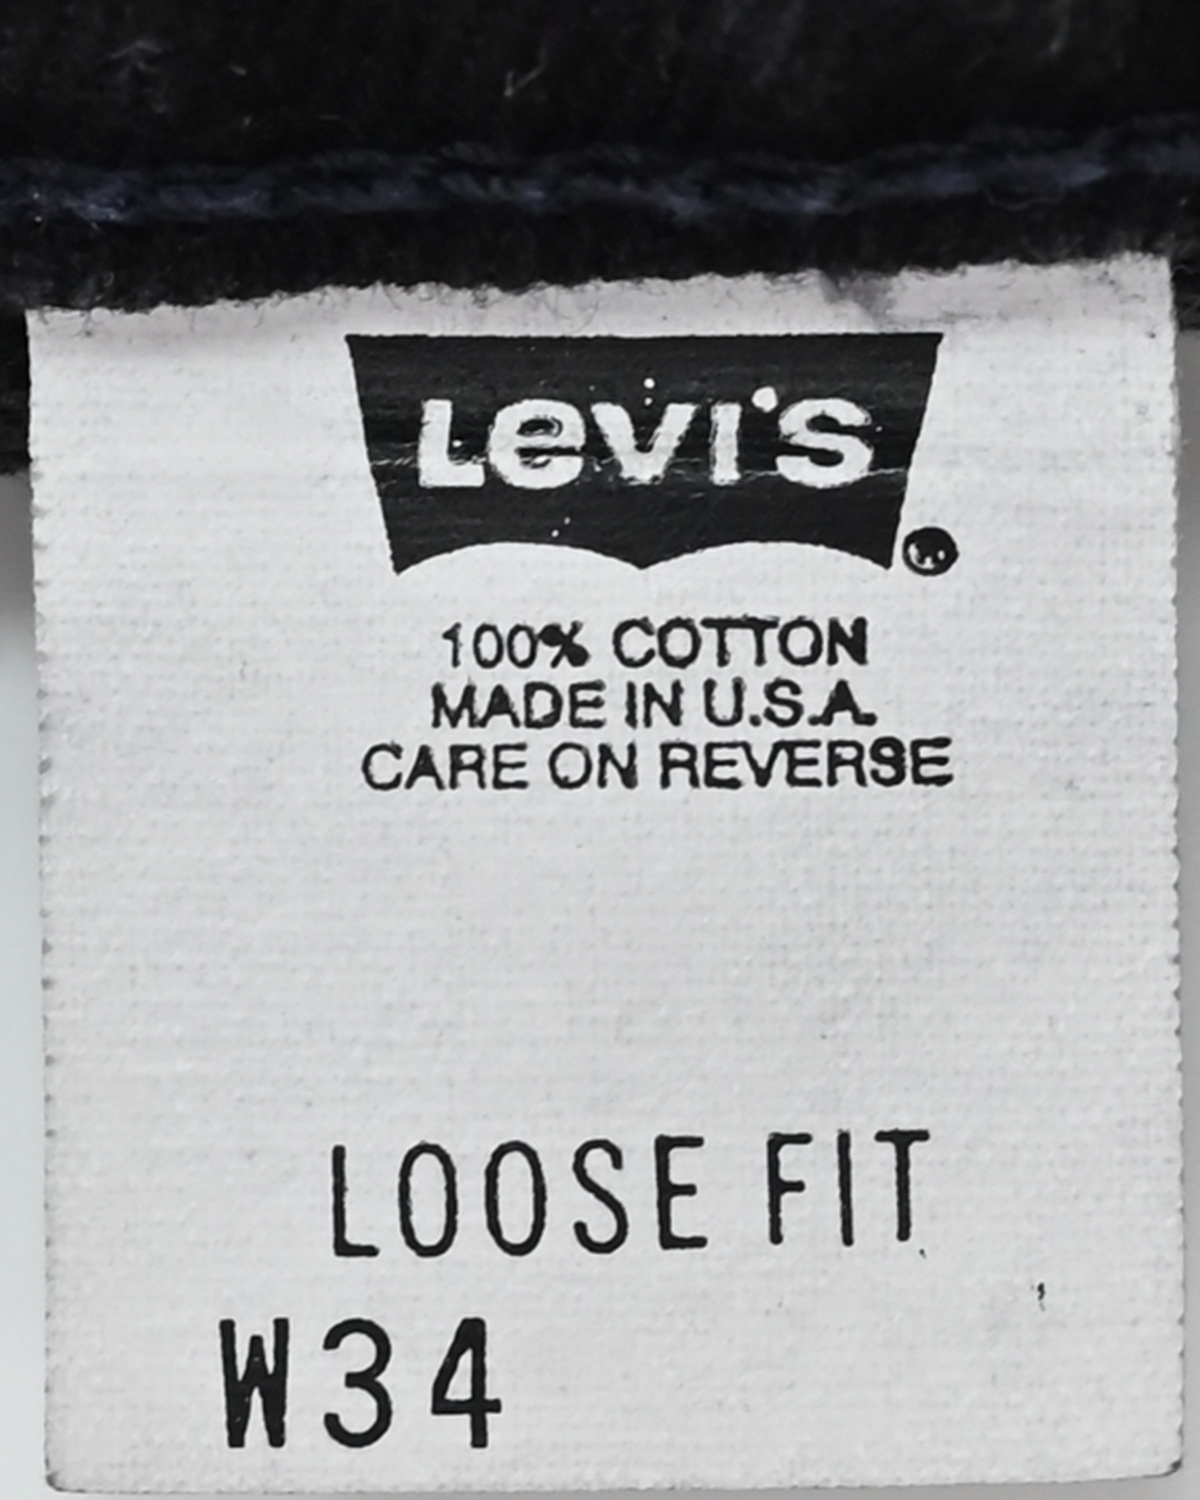 Levi's
100% COTTON
MADE IN U.S.A.
CARE ON REVERSE
LOOSE FIT
W34